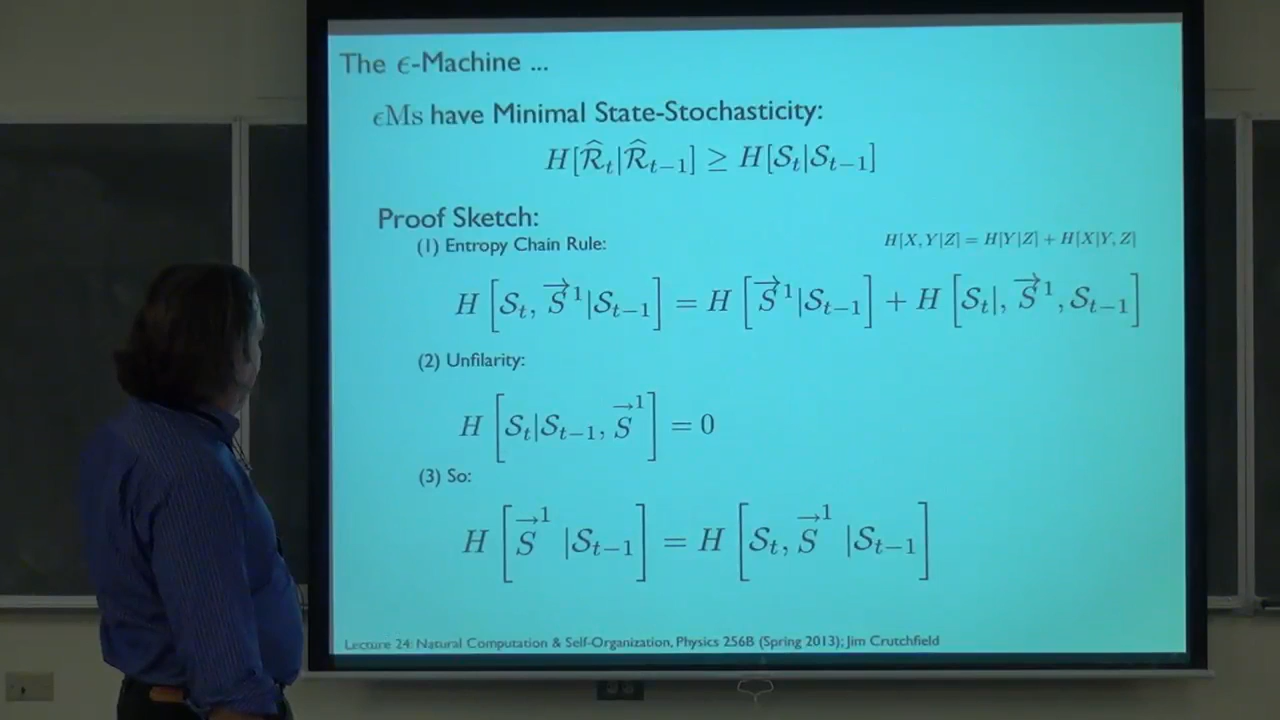 The ϵ-Machine ...
ϵMs have Minimal State-Stochasticity:
H[R̂_t|R̂_{t−1}] ≥ H[S_t|S_{t−1}]
Proof Sketch:
(1) Entropy Chain Rule:
H[X, Y|Z] = H[Y|Z] + H[X|Y, Z]
H[𝒮_t, S⃗^1|𝒮_{t−1}] = H[S⃗^1|𝒮_{t−1}] + H[𝒮_t|, S⃗^1, 𝒮_{t−1}]
(2) Unfilarity:
H[𝒮_t|𝒮_{t−1}, S⃗^1] = 0
(3) So:
H[S⃗^1 |𝒮_{t−1}] = H[𝒮_t, S⃗^1 |𝒮_{t−1}]
Lecture 24: Natural Computation & Self-Organization, Physics 256B (Spring 2013); Jim Crutchfield